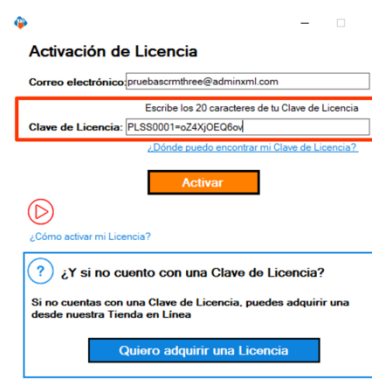 Activación de Licencia
Correo electrónico: pruebascrmthree@adminxml.com
Escribe los 20 caracteres de tu Clave de Licencia
Clave de Licencia: PLSS0001=oZ4XjOEQ6ov
¿Dónde puedo encontrar mi Clave de Licencia?
Activar
¿Cómo activar mi Licencia?
? ¿Y si no cuento con una Clave de Licencia?
Si no cuentas con una Clave de Licencia, puedes adquirir una
desde nuestra Tienda en Línea
Quiero adquirir una Licencia